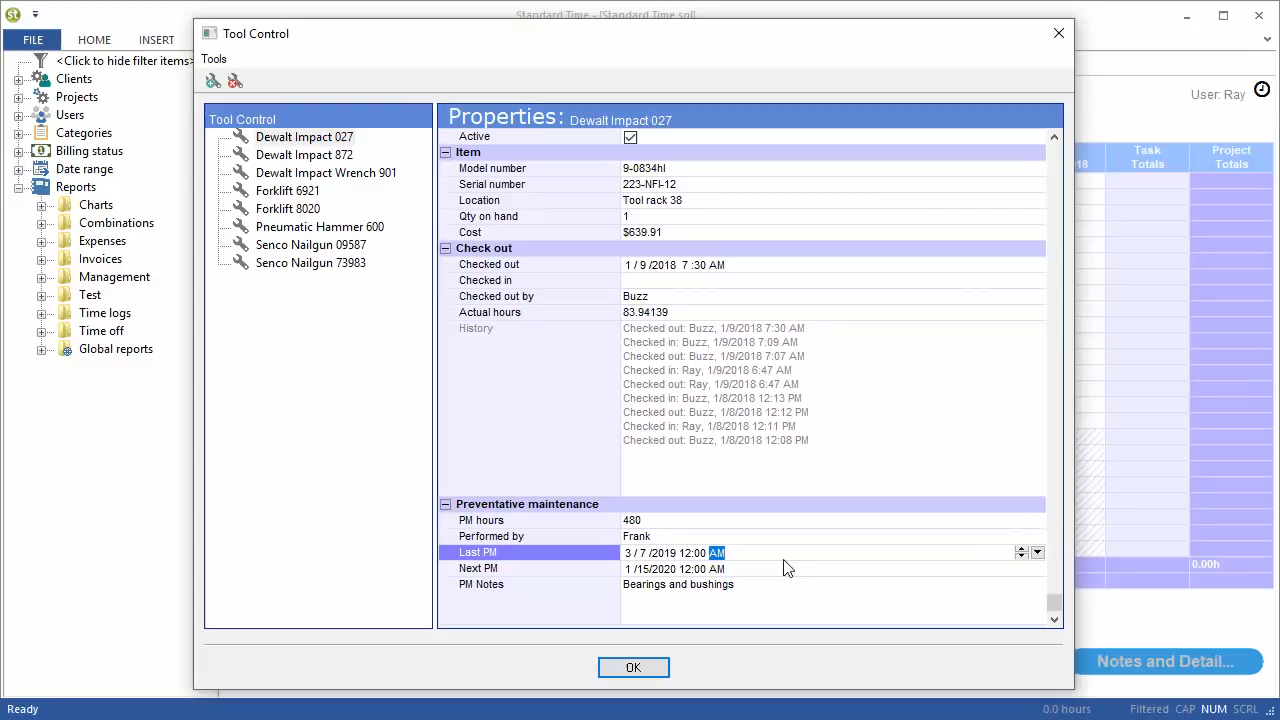 st
Standard Time - [Standard Time sql]
FILE
HOME
INSERT
Tool Control
Tools
<Click to hide filter items>
Clients
Projects
Users
Categories
Billing status
Date range
Reports
Charts
Combinations
Expenses
Invoices
Management
Test
Time logs
Time off
Global reports
Tool Control
Dewalt Impact 027
Dewalt Impact 872
Dewalt Impact Wrench 901
Forklift 6921
Forklift 8020
Pneumatic Hammer 600
Senco Nailgun 09587
Senco Nailgun 73983
Properties: Dewalt Impact 027
Active
Item
Model number 9-0834hl
Serial number 223-NFI-12
Location Tool rack 38
Qty on hand 1
Cost $639.91
Check out
Checked out 1 / 9 /2018 7 :30 AM
Checked in
Checked out by Buzz
Actual hours 83.94139
History Checked out: Buzz, 1/9/2018 7:30 AM
Checked in: Buzz, 1/9/2018 7:09 AM
Checked out: Buzz, 1/9/2018 7:07 AM
Checked in: Ray, 1/9/2018 6:47 AM
Checked out: Ray, 1/9/2018 6:47 AM
Checked in: Buzz, 1/8/2018 12:13 PM
Checked out: Buzz, 1/8/2018 12:12 PM
Checked in: Ray, 1/8/2018 12:11 PM
Checked out: Buzz, 1/8/2018 12:08 PM
Preventative maintenance
PM hours 480
Performed by Frank
Last PM 3 / 7 /2019 12:00 AM
Next PM 1 /15/2020 12:00 AM
PM Notes Bearings and bushings
OK
User: Ray
18
Task
Totals
Project
Totals
0.00h
Notes and Detail...
Ready
0.0 hours
Filtered CAP NUM SCRL